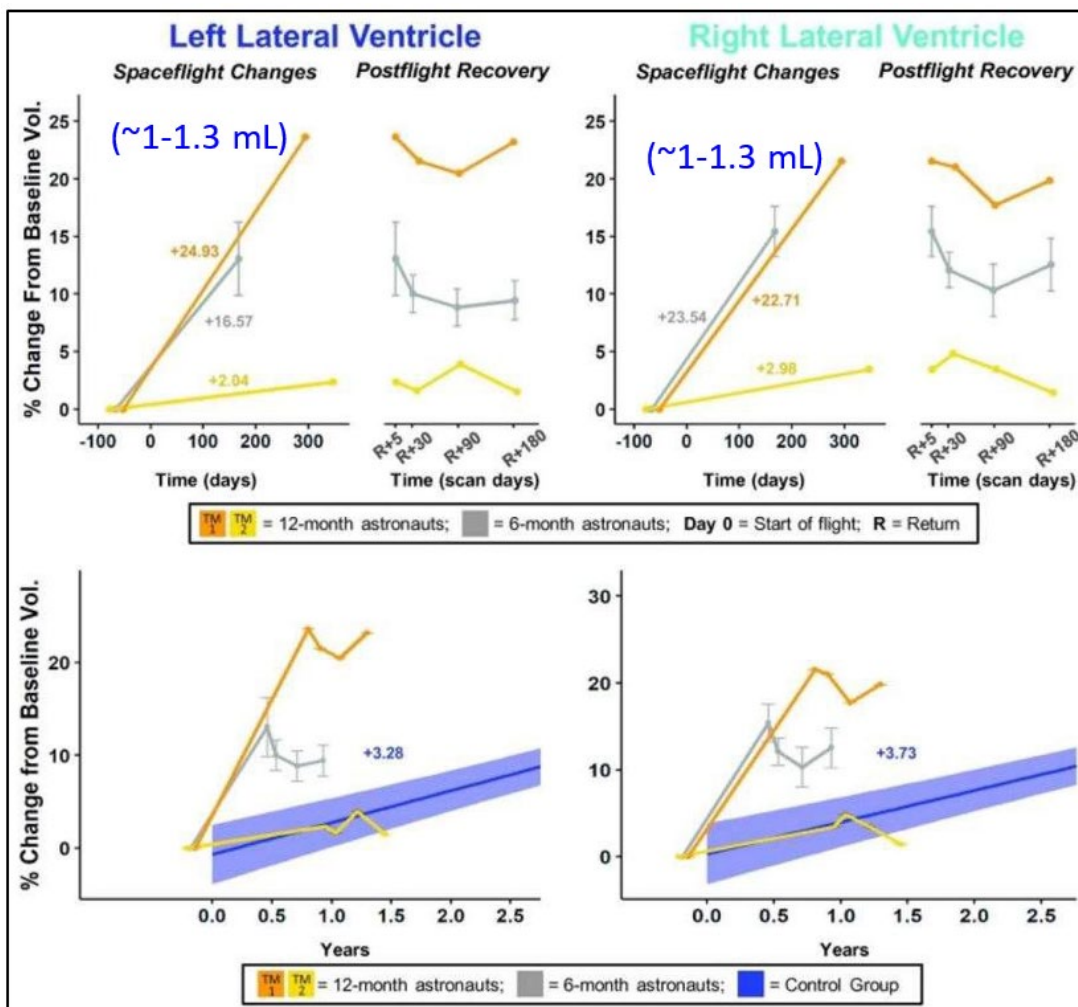 Left Lateral Ventricle
Right Lateral Ventricle
Spaceflight Changes
Postflight Recovery
Spaceflight Changes
Postflight Recovery
% Change From Baseline Vol.
25
20
15
10
5
0
(~1-1.3 mL)
+24.93
+16.57
+2.04
-100 0 100 200 300
Time (days)
R+5
R+30
R+90
R+180
Time (scan days)
25
20
15
10
5
0
(~1-1.3 mL)
+23.54
+22.71
+2.98
-100 0 100 200 300
Time (days)
R+5
R+30
R+90
R+180
Time (scan days)
TM 1 TM 2 = 12-month astronauts; = 6-month astronauts; Day 0 = Start of flight; R = Return
% Change from Baseline Vol.
20
10
0
+3.28
0.0 0.5 1.0 1.5 2.0 2.5
Years
30
20
10
0
+3.73
0.0 0.5 1.0 1.5 2.0 2.5
Years
TM 1 TM 2 = 12-month astronauts; = 6-month astronauts; = Control Group